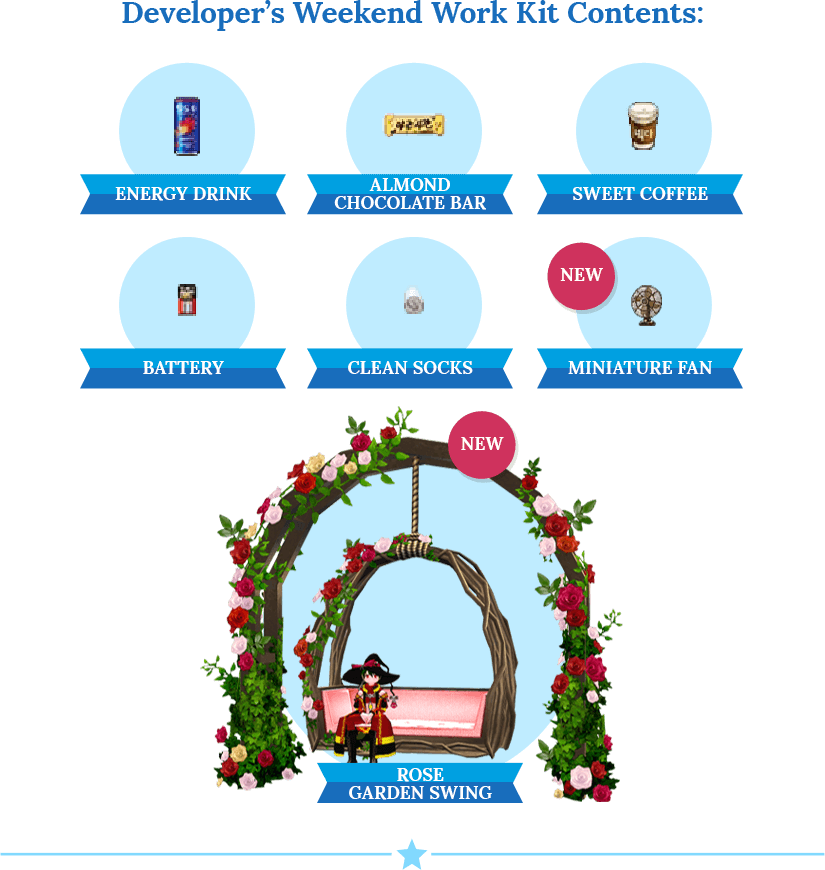 Developer’s Weekend Work Kit Contents:
ENERGY DRINK
ALMOND
CHOCOLATE BAR
SWEET COFFEE
BATTERY
CLEAN SOCKS
NEW
MINIATURE FAN
NEW
ROSE
GARDEN SWING